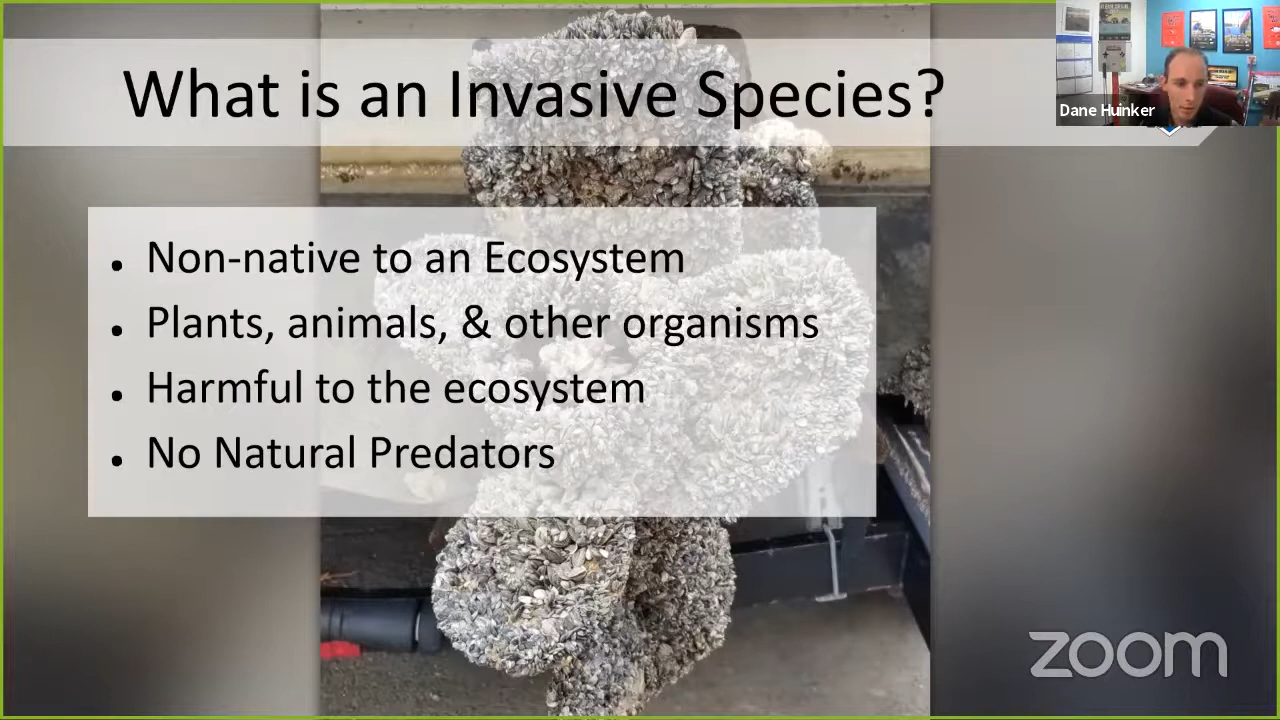 What is an Invasive Species?
Dane Huinker
• Non-native to an Ecosystem
• Plants, animals, & other organisms
• Harmful to the ecosystem
• No Natural Predators
zoom